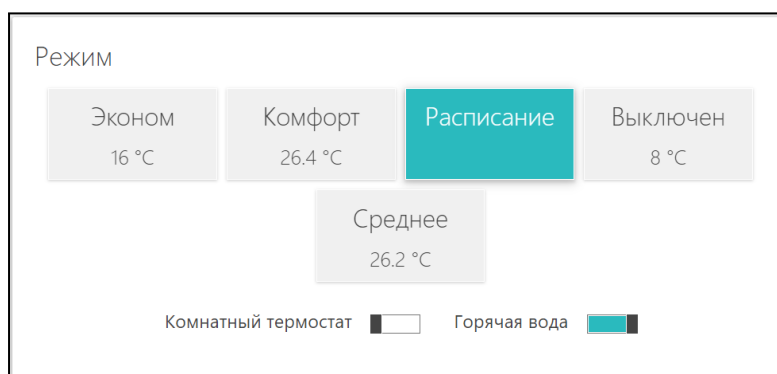 Режим
Эконом Комфорт Расписание Выключен
16 °C 26.4 °C 8 °C
Среднее
26.2 °C
Комнатный термостат Горячая вода